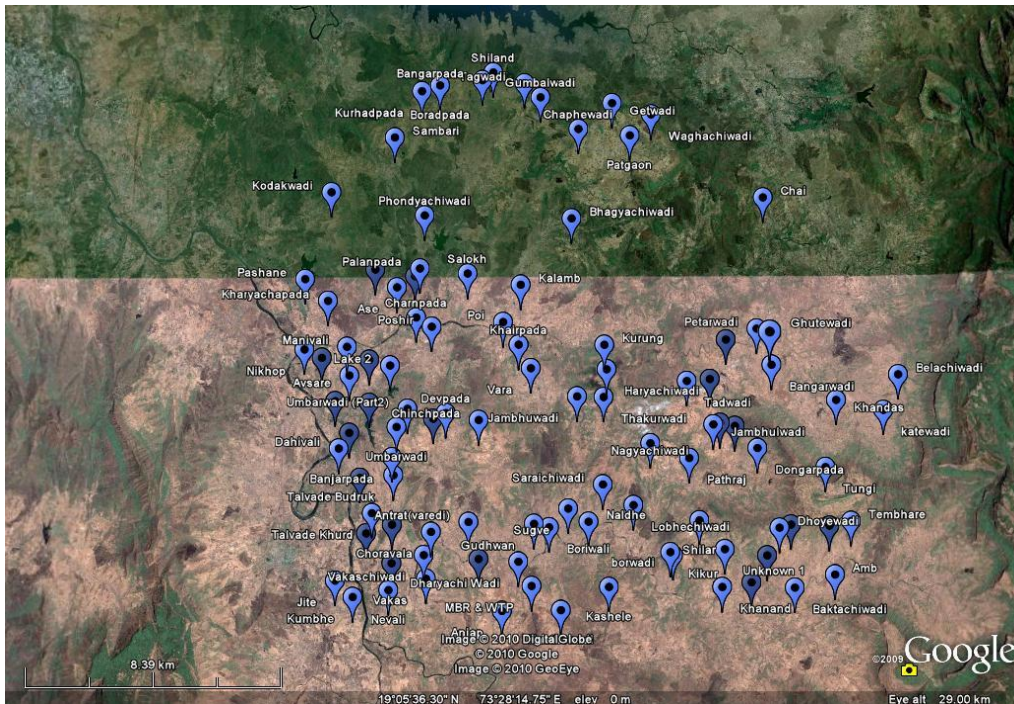 Shiland
Bangarpada
Gumbaiwadi
Kurhadpada
Boradpada
Chaphewadi
Getwadi
Sambari
Waghachiwadi
Patgaon
Kodakwadi
Chai
Phondyachiwadi
Bhagyachiwadi
Palanpada
Salokh
Pashane
Kalamb
Kharyachapada
Charnpada
Ase
Poshir
Poi
Petarwadi
Ghutewadi
Khairpada
Manivali
Kurung
Lake 2
Nikhop
Belachiwadi
Avsare
Vara
Haryachiwadi
Bangarwadi
Umbarwadi (Part2)
Devpada
Tadwadi
Chinchpada
Jambhuwadi
Thakurwadi
Khandas
Jambhulwadi
katewadi
Dahivali
Nagyachiwadi
Umbarwadi
Dongarpada
Banjarpada
Saraichiwadi
Pathraj
Tungi
Talvade Budruk
Antrat(varedi)
Naldhe
Tembhare
Talvade Khurd
Sugve
Lobhechiwadi
Dhoyewadi
Gudhwan
Choravala
Boriwali
Shilar
borwadi
Unknown 1
Amb
Vakaschiwadi
Dharyachi Wadi
Kikur
Jite
Vakas
MBR & WTP
Khanand
Baktachiwadi
Kumbhe
Nevali
Kashele
Image © 2010 DigitalGlobe
© 2010 Google
Image © 2010 GeoEye
©2009 Google
8.39 km
19°05'36.30" N 73°28'14.75" E elev 0 m
Eye alt 29.00 km